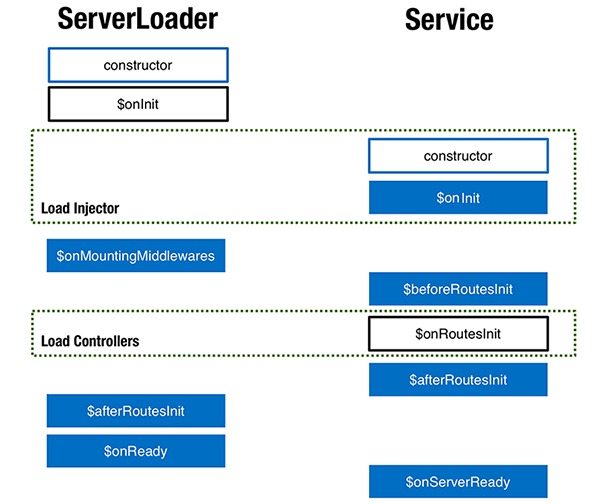 ServerLoader
Service
constructor
$onInit
constructor
$onInit
Load Injector
$onMountingMiddlewares
$beforeRoutesInit
$onRoutesInit
Load Controllers
$afterRoutesInit
$afterRoutesInit
$onReady
$onServerReady